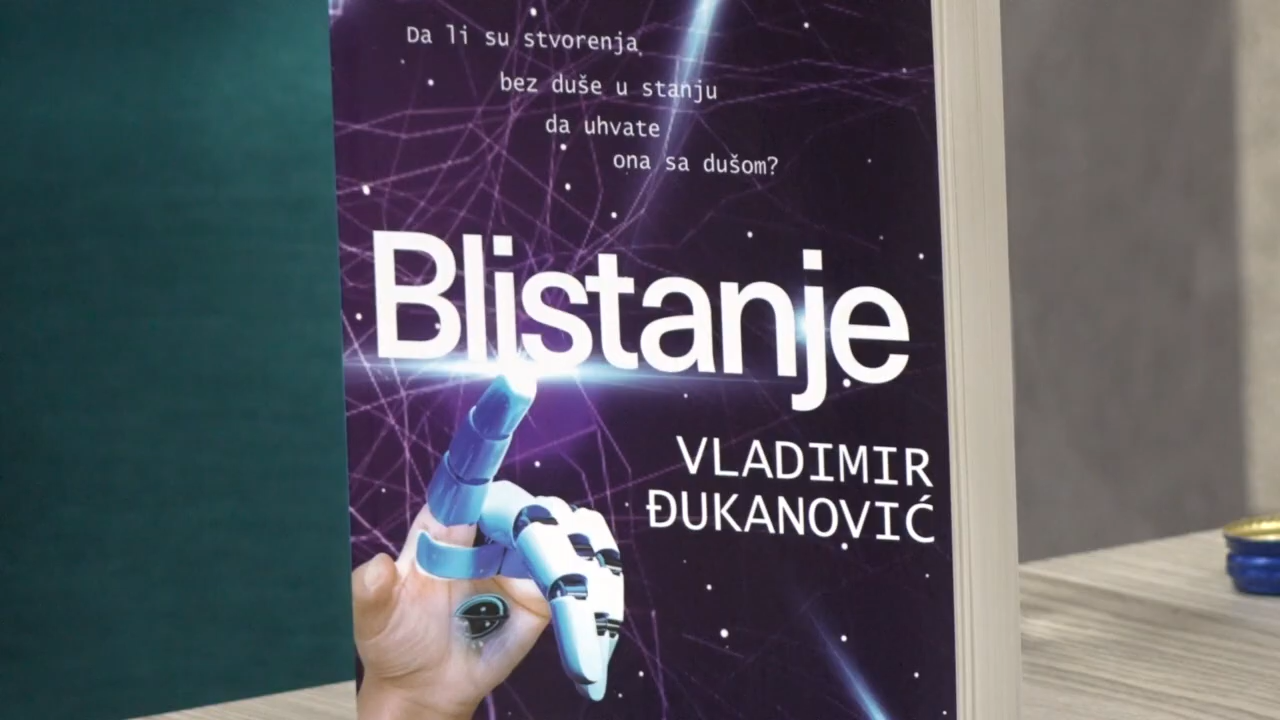 Da li su stvorenja
bez duše u stanju
da uhvate
ona sa dušom?
Blistanje
VLADIMIR
ĐUKANOVIĆ